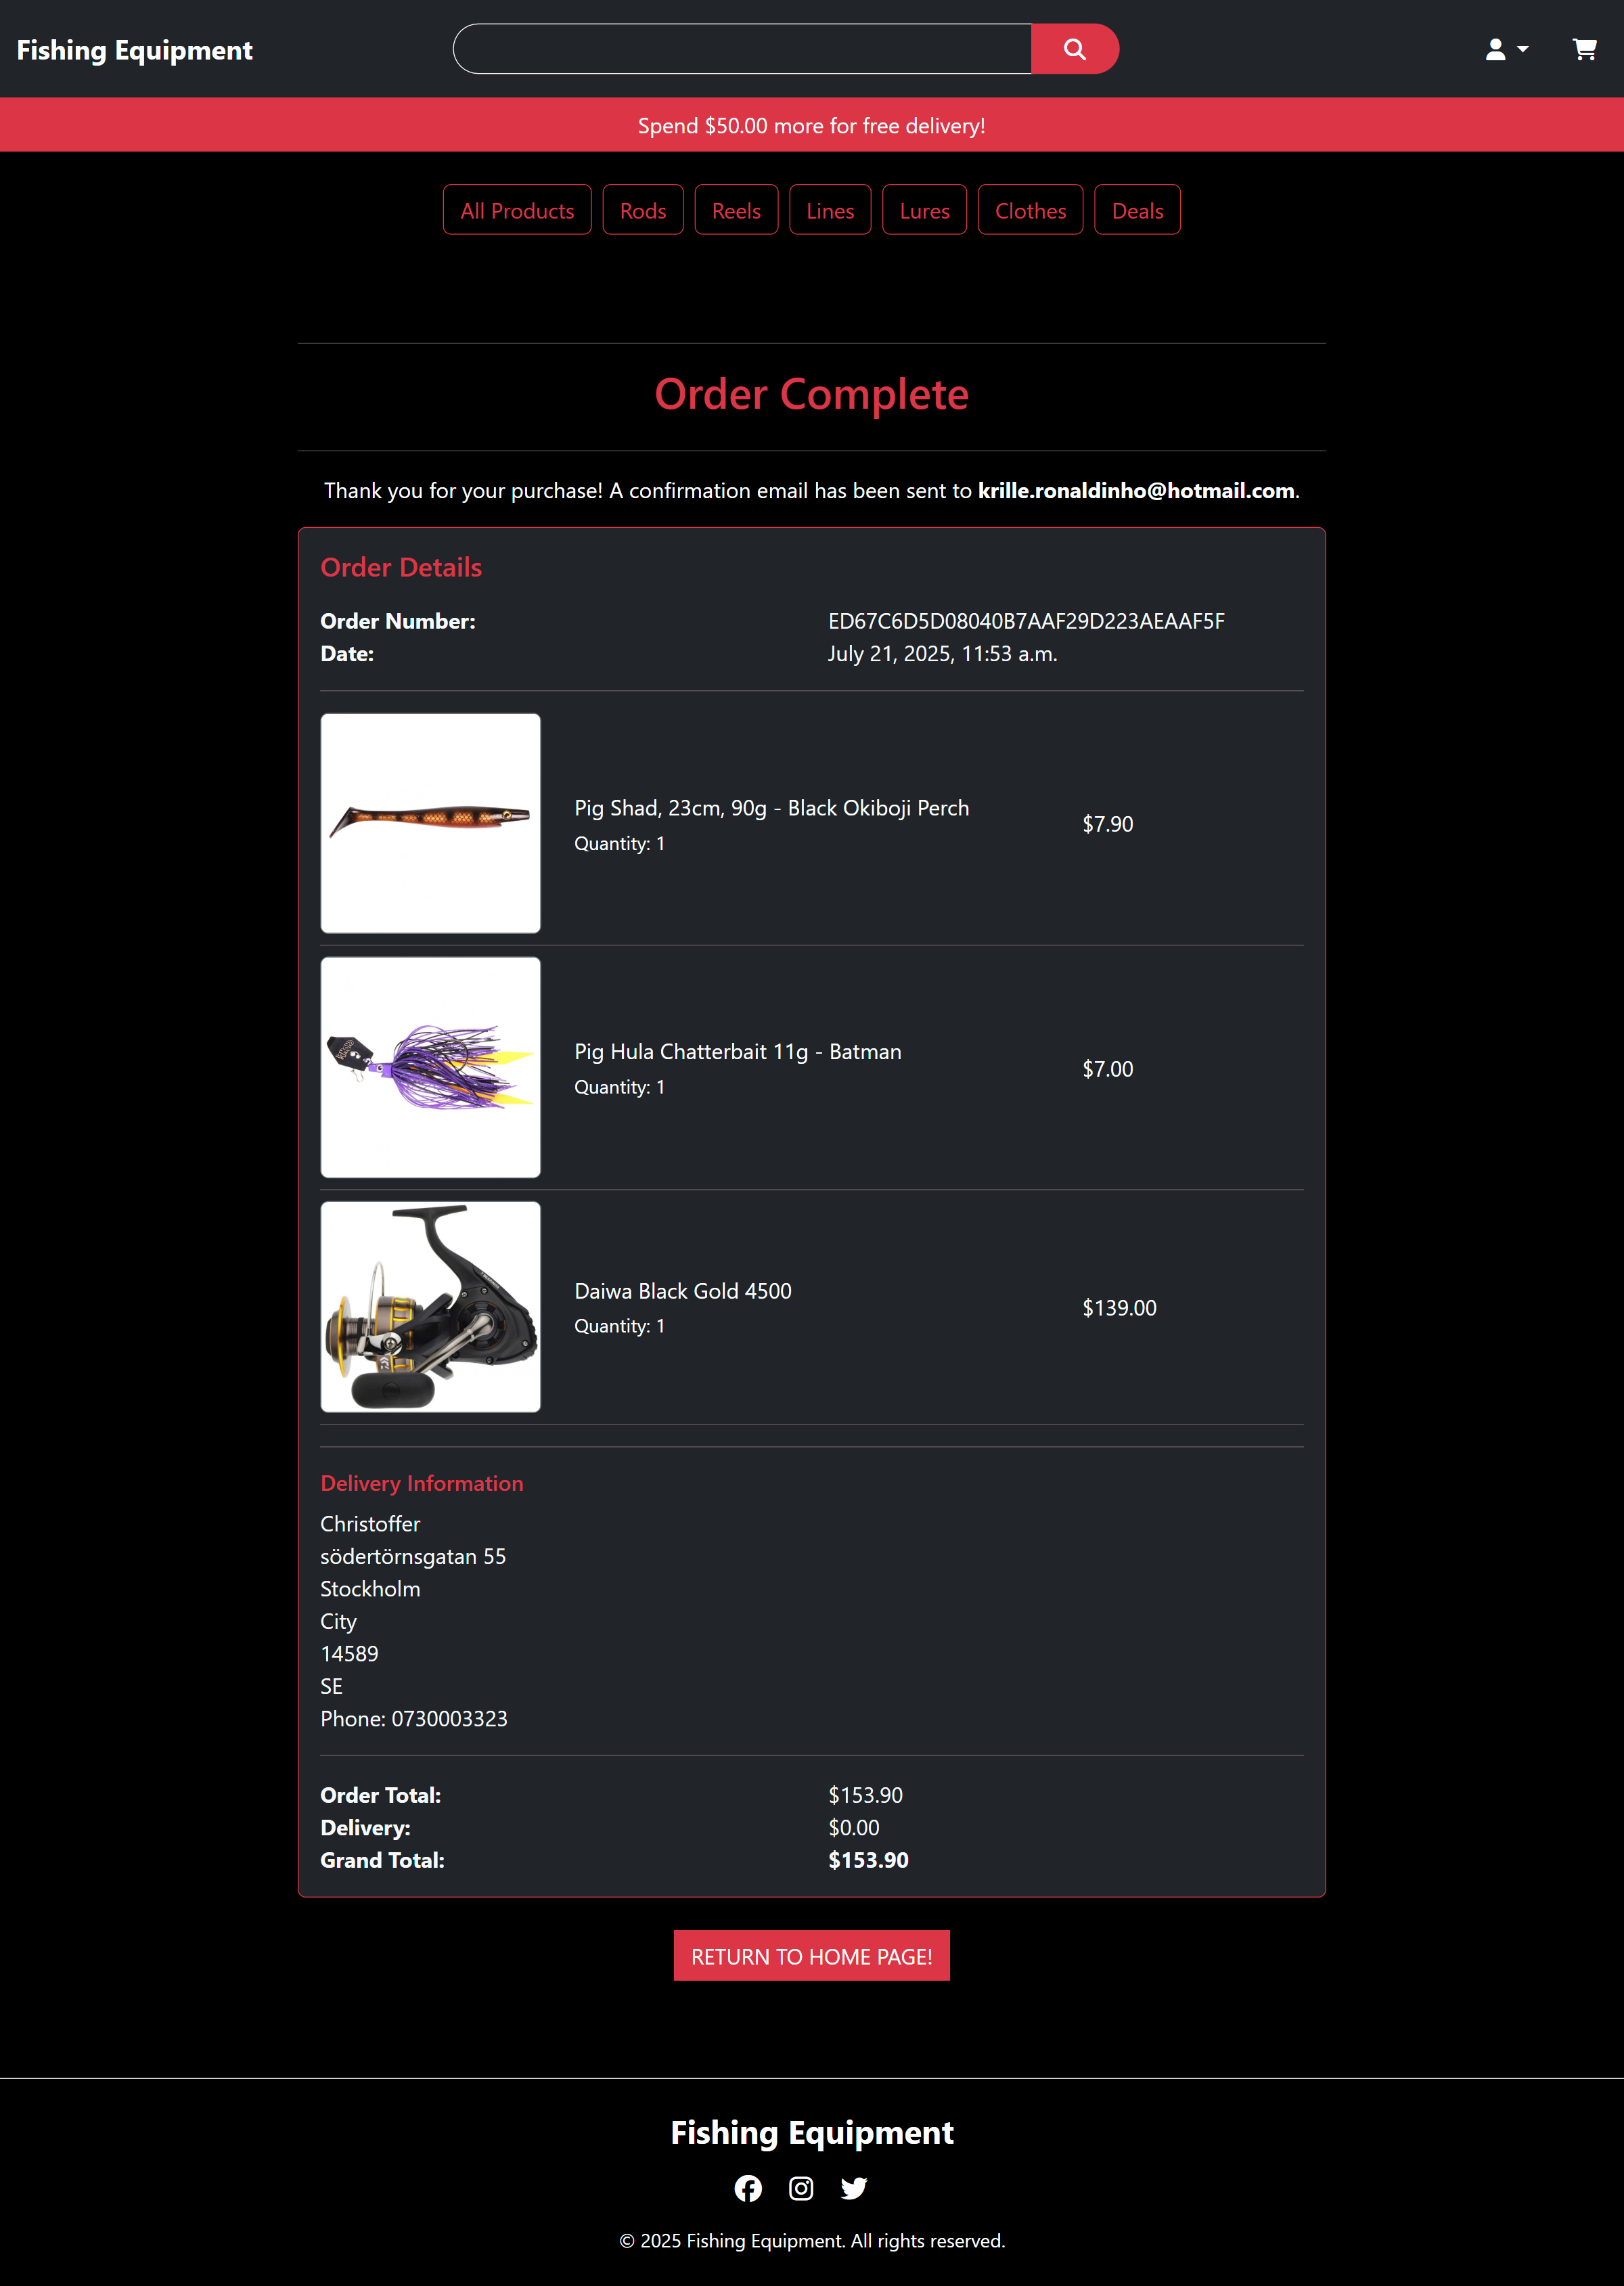 Fishing Equipment
Spend $50.00 more for free delivery!
All Products Rods Reels Lines Lures Clothes Deals
Order Complete
Thank you for your purchase! A confirmation email has been sent to krille.ronaldinho@hotmail.com.
Order Details
Order Number: ED67C6D5D08040B7AAF29D223AEAAF5F
Date: July 21, 2025, 11:53 a.m.
Pig Shad, 23cm, 90g - Black Okiboji Perch
Quantity: 1
$7.90
Pig Hula Chatterbait 11g - Batman
Quantity: 1
$7.00
Daiwa Black Gold 4500
Quantity: 1
$139.00
Delivery Information
Christoffer
södertörnsgatan 55
Stockholm
City
14589
SE
Phone: 0730003323
Order Total: $153.90
Delivery: $0.00
Grand Total: $153.90
RETURN TO HOME PAGE!
Fishing Equipment
© 2025 Fishing Equipment. All rights reserved.